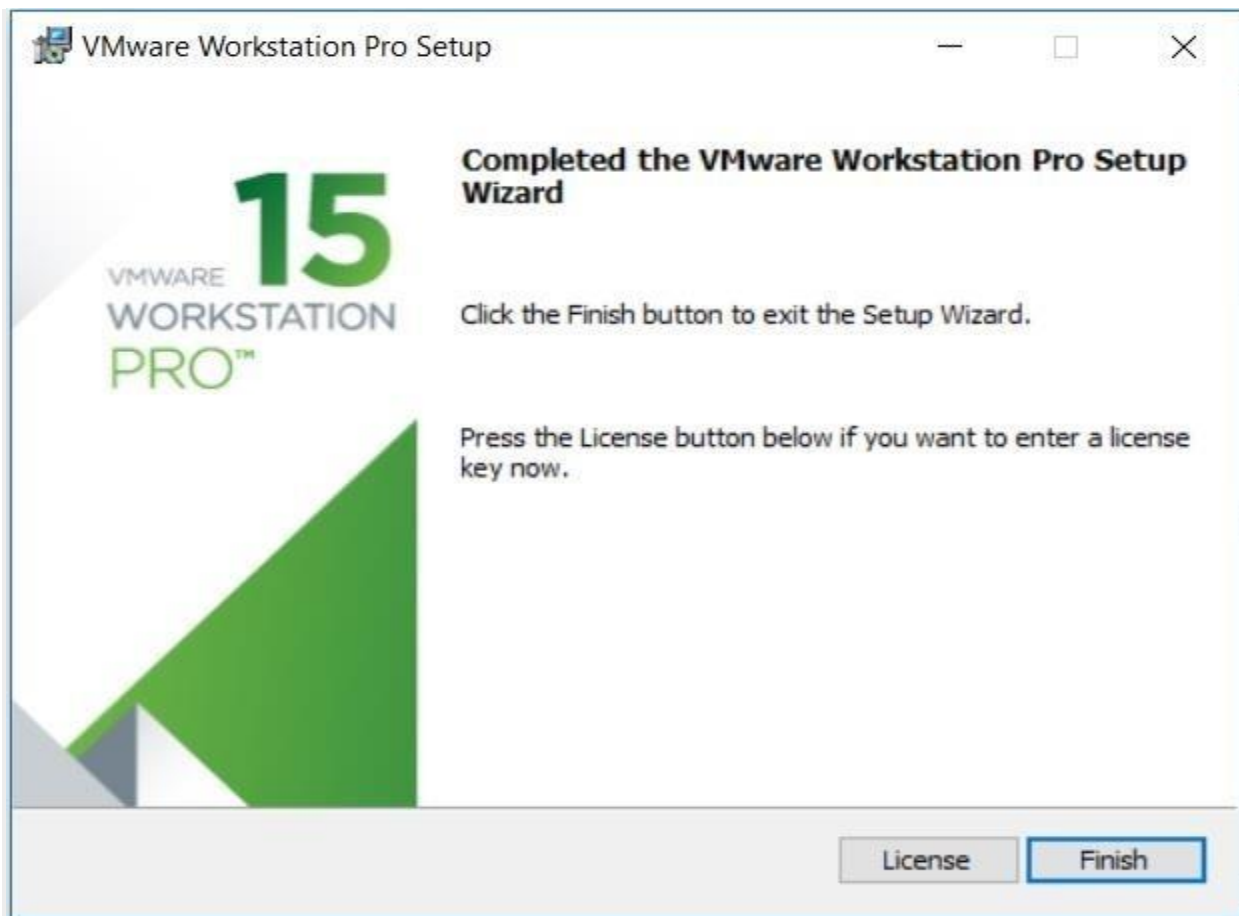 VMware Workstation Pro Setup
15
VMWARE
WORKSTATION
PRO™
Completed the VMware Workstation Pro Setup
Wizard
Click the Finish button to exit the Setup Wizard.
Press the License button below if you want to enter a license
key now.
License
Finish